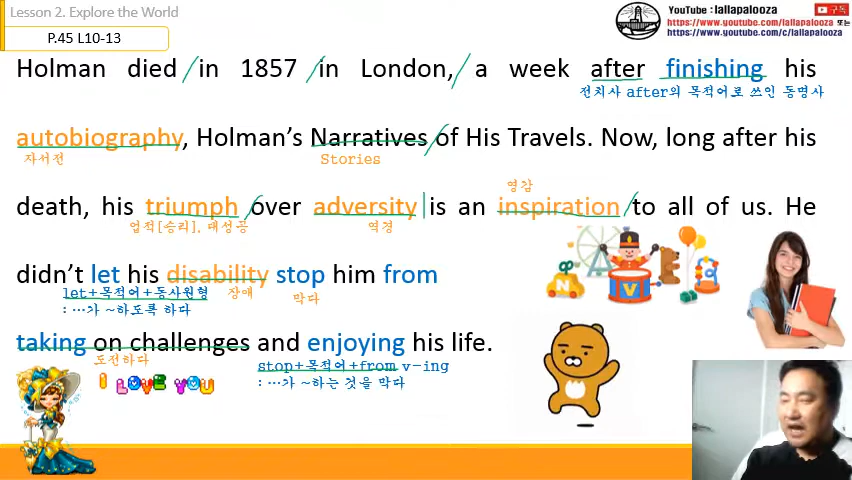 Lesson 2. Explore the World
P.45 L10-13
YouTube : lallapalooza
구독
https://www.youtube.com/lallapalooza 또는
https://www.youtube.com/c/lallapalooza
Holman died in 1857 in London, a week after finishing his
전치사 after의 목적어로 쓰인 동명사
autobiography, Holman's Narratives of His Travels. Now, long after his
자서전
Stories
death, his triumph over adversity is an inspiration to all of us. He
영감
업적[승리], 대성공
역경
didn't let his disability stop him from
let+목적어+동사원형
장애
막다
: …가 ~하도록 하다
taking on challenges and enjoying his life.
도전하다
stop+목적어+from v-ing
: …가 ~하는 것을 막다
I LOVE YOU
N
V
E